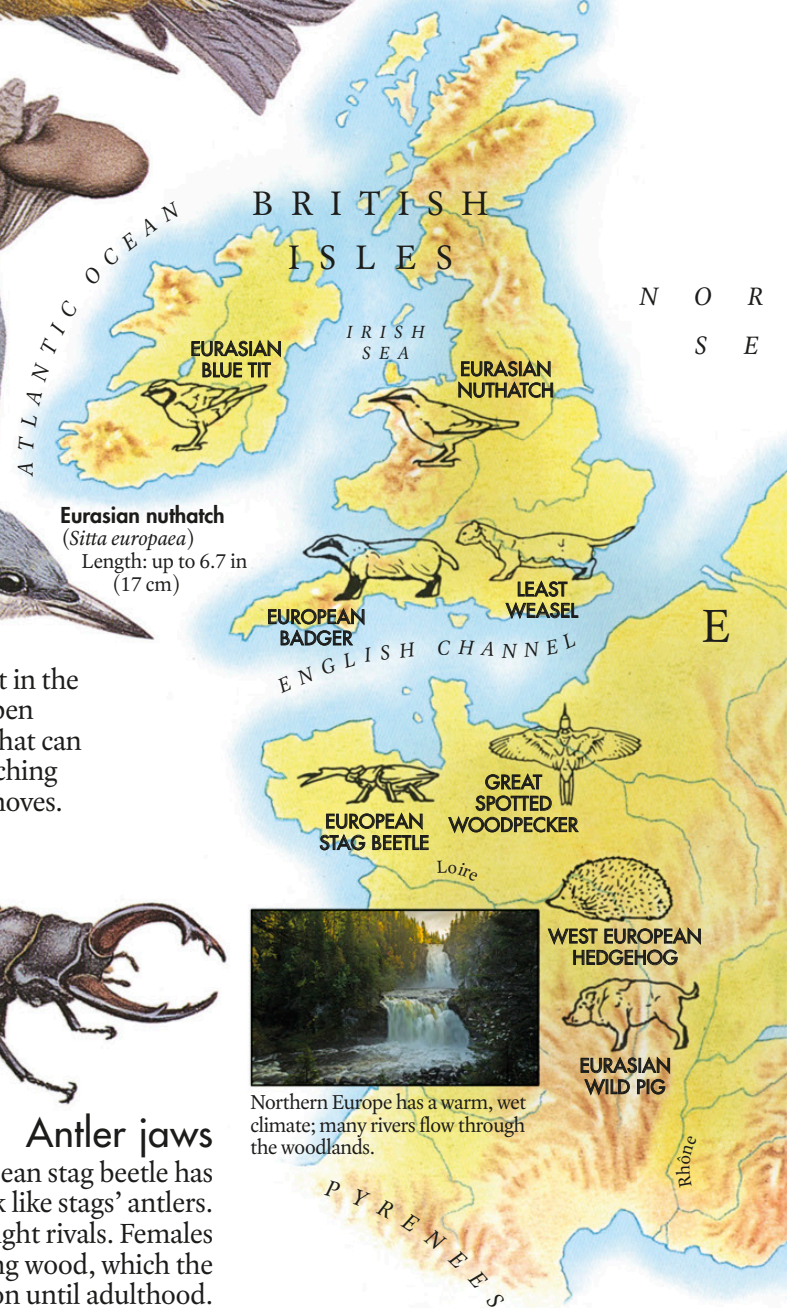 BRITISH
ISLES
ATLANTIC OCEAN
NOR
SE
IRISH
SEA
EURASIAN
BLUE TIT
EURASIAN
NUTHATCH
Eurasian nuthatch
(Sitta europaea)
Length: up to 6.7 in
(17 cm)
EUROPEAN
BADGER
LEAST
WEASEL
E
ENGLISH CHANNEL
t in the
pen
hat can
ching
noves.
GREAT
SPOTTED
WOODPECKER
EUROPEAN
STAG BEETLE
Loire
WEST EUROPEAN
HEDGEHOG
EURASIAN
WILD PIG
Northern Europe has a warm, wet
climate; many rivers flow through
the woodlands.
Rhône
PYRENEES
Antler jaws
ean stag beetle has
k like stags’ antlers.
ght rivals. Females
ng wood, which the
on until adulthood.